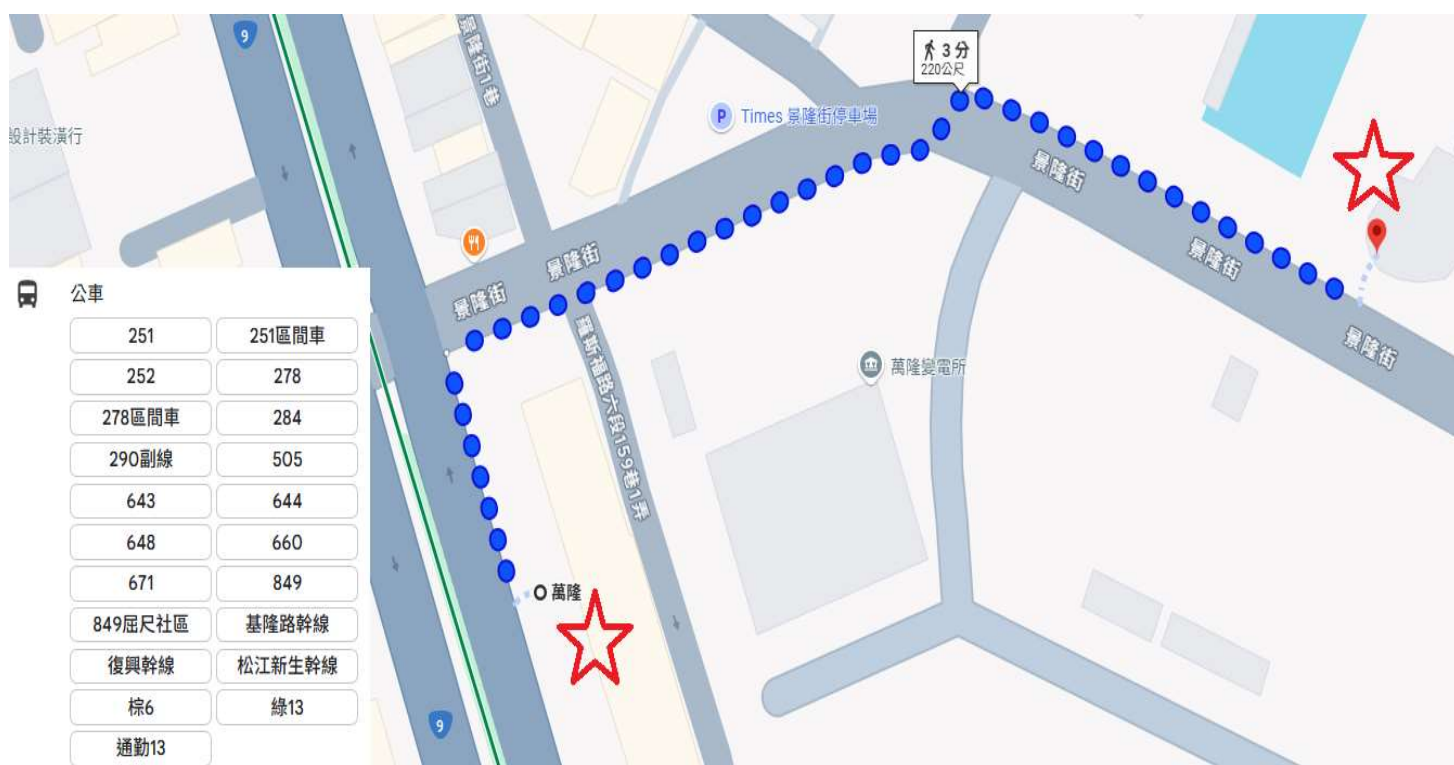 9
景隆街1巷
3 分
220公尺
設計裝潢行
P Times 景隆街停車場
景隆街
景隆街
景隆街
景隆街
景隆街
羅斯福路六段159巷1弄
萬隆變電所
萬隆
9
公車
251 251區間車
252 278
278區間車 284
290副線 505
643 644
648 660
671 849
849屈尺社區 基隆路幹線
復興幹線 松江新生幹線
棕6 綠13
通勤13